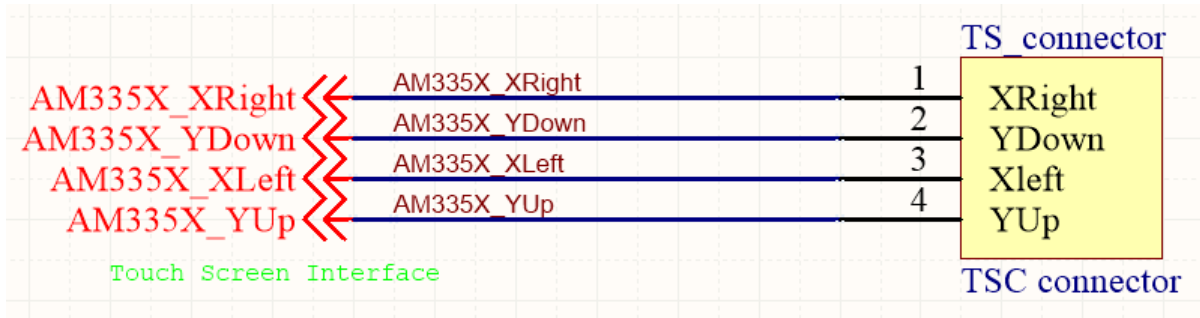 TS_connector
AM335X_XRight AM335X_XRight 1 XRight
AM335X_YDown AM335X_YDown 2 YDown
AM335X_XLeft AM335X_XLeft 3 Xleft
AM335X_YUp AM335X_YUp 4 YUp
Touch Screen Interface
TSC connector